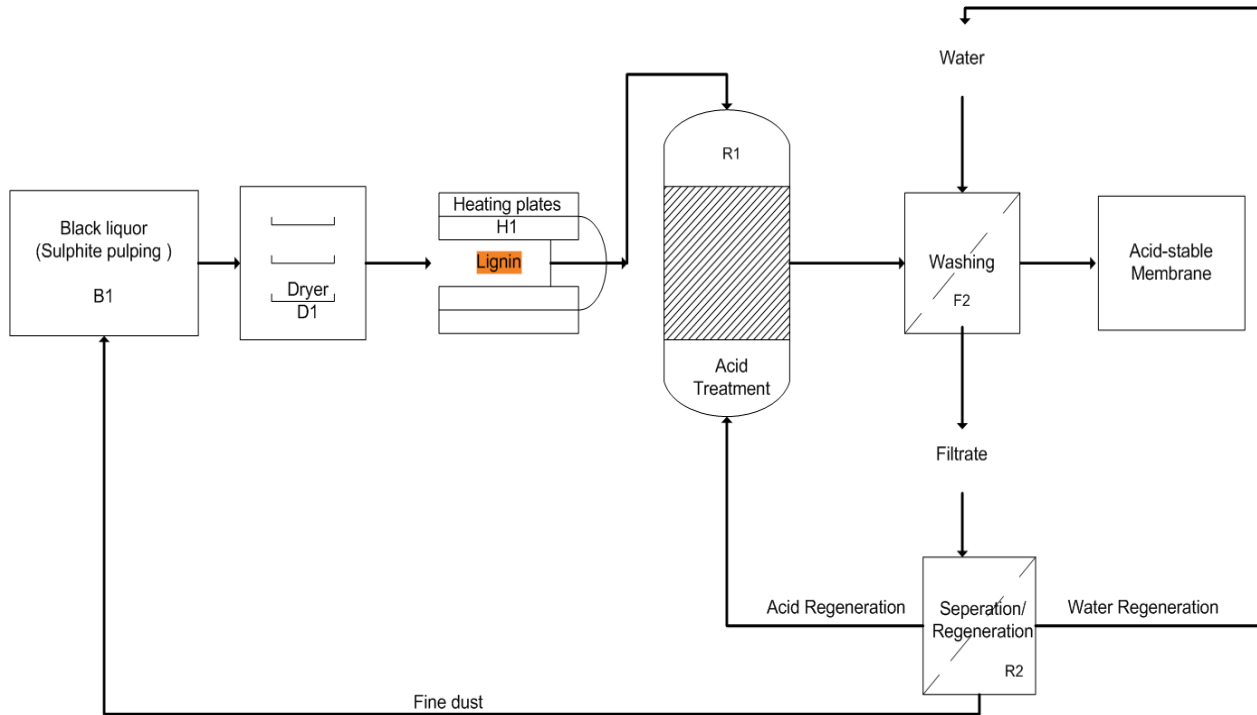 Water
R1
Black liquor
(Sulphite pulping )
B1
Dryer
D1
Heating plates
H1
Lignin
Acid
Treatment
Washing
F2
Acid-stable
Membrane
Filtrate
Acid Regeneration
Seperation/
Regeneration
R2
Water Regeneration
Fine dust